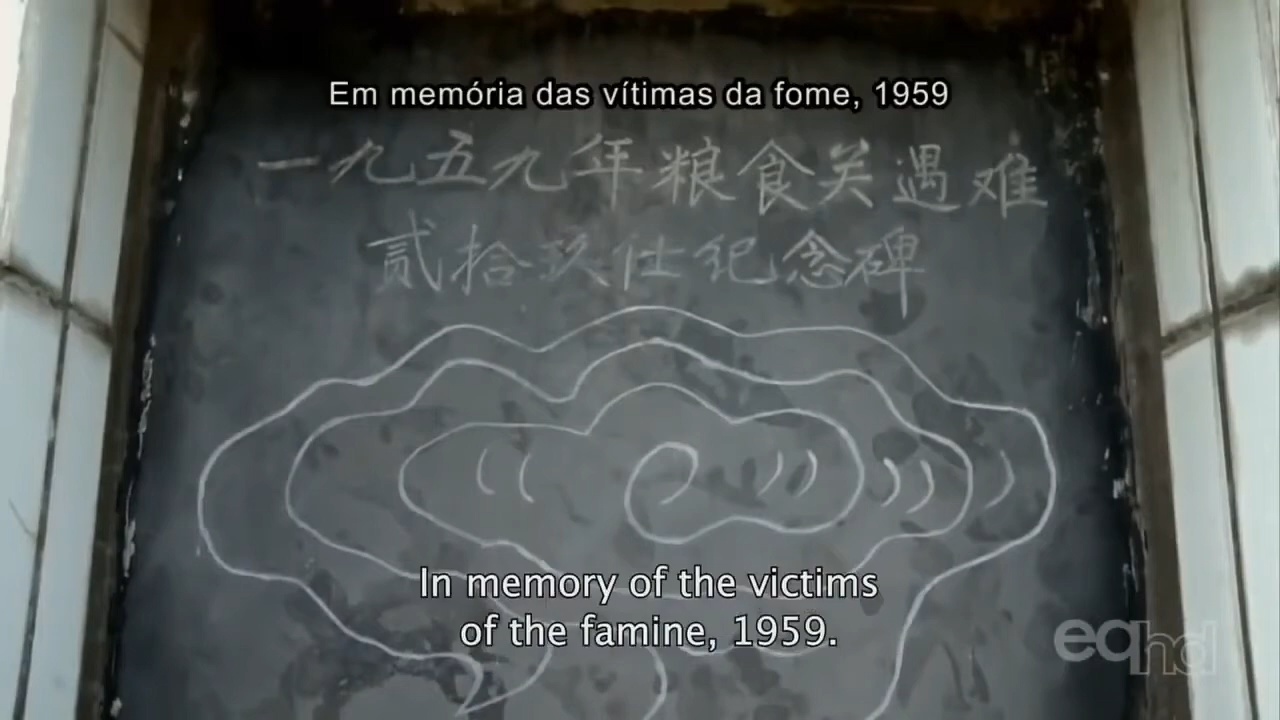 Em memória das vítimas da fome, 1959
一九五九年粮食关遇难
贰拾玖仕纪念碑
In memory of the victims
of the famine, 1959.
eqhd